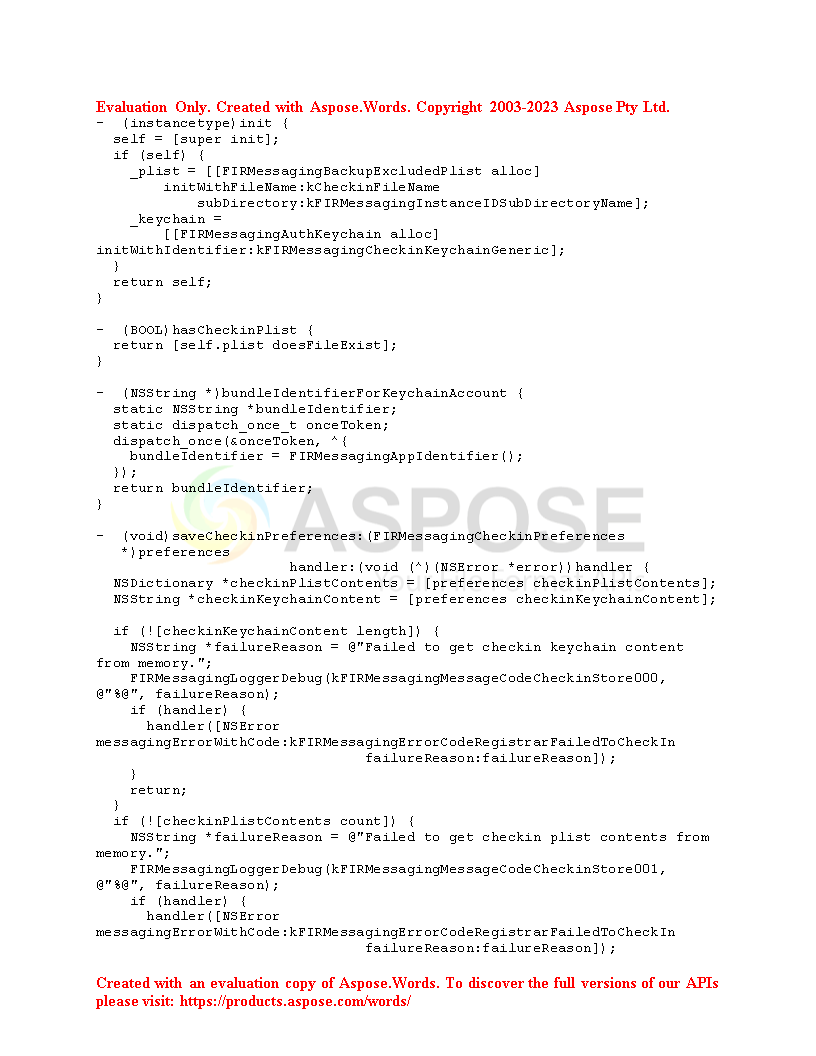 Evaluation Only. Created with Aspose.Words. Copyright 2003-2023 Aspose Pty Ltd.
-  (instancetype)init {
  self = [super init];
  if (self) {
    _plist = [[FIRMessagingBackupExcludedPlist alloc]
        initWithFileName:kCheckinFileName
            subDirectory:kFIRMessagingInstanceIDSubDirectoryName];
    _keychain =
        [[FIRMessagingAuthKeychain alloc]
initWithIdentifier:kFIRMessagingCheckinKeychainGeneric];
  }
  return self;
}

-  (BOOL)hasCheckinPlist {
  return [self.plist doesFileExist];
}

-  (NSString *)bundleIdentifierForKeychainAccount {
  static NSString *bundleIdentifier;
  static dispatch_once_t onceToken;
  dispatch_once(&onceToken, ^{
    bundleIdentifier = FIRMessagingAppIdentifier();
  });
  return bundleIdentifier;
}

ASPOSE
-  (void)saveCheckinPreferences:(FIRMessagingCheckinPreferences
   *)preferences
                       handler:(void (^)(NSError *error))handler {
  NSDictionary *checkinPlistContents = [preferences checkinPlistContents];
  NSString *checkinKeychainContent = [preferences checkinKeychainContent];

  if (![checkinKeychainContent length]) {
    NSString *failureReason = @"Failed to get checkin keychain content
from memory.";
    FIRMessagingLoggerDebug(kFIRMessagingMessageCodeCheckinStore000,
@"%@", failureReason);
    if (handler) {
      handler([NSError
messagingErrorWithCode:kFIRMessagingErrorCodeRegistrarFailedToCheckIn
                                failureReason:failureReason]);
    }
    return;
  }
  if (![checkinPlistContents count]) {
    NSString *failureReason = @"Failed to get checkin plist contents from
memory.";
    FIRMessagingLoggerDebug(kFIRMessagingMessageCodeCheckinStore001,
@"%@", failureReason);
    if (handler) {
      handler([NSError
messagingErrorWithCode:kFIRMessagingErrorCodeRegistrarFailedToCheckIn
                                failureReason:failureReason]);
Created with an evaluation copy of Aspose.Words. To discover the full versions of our APIs
please visit: https://products.aspose.com/words/